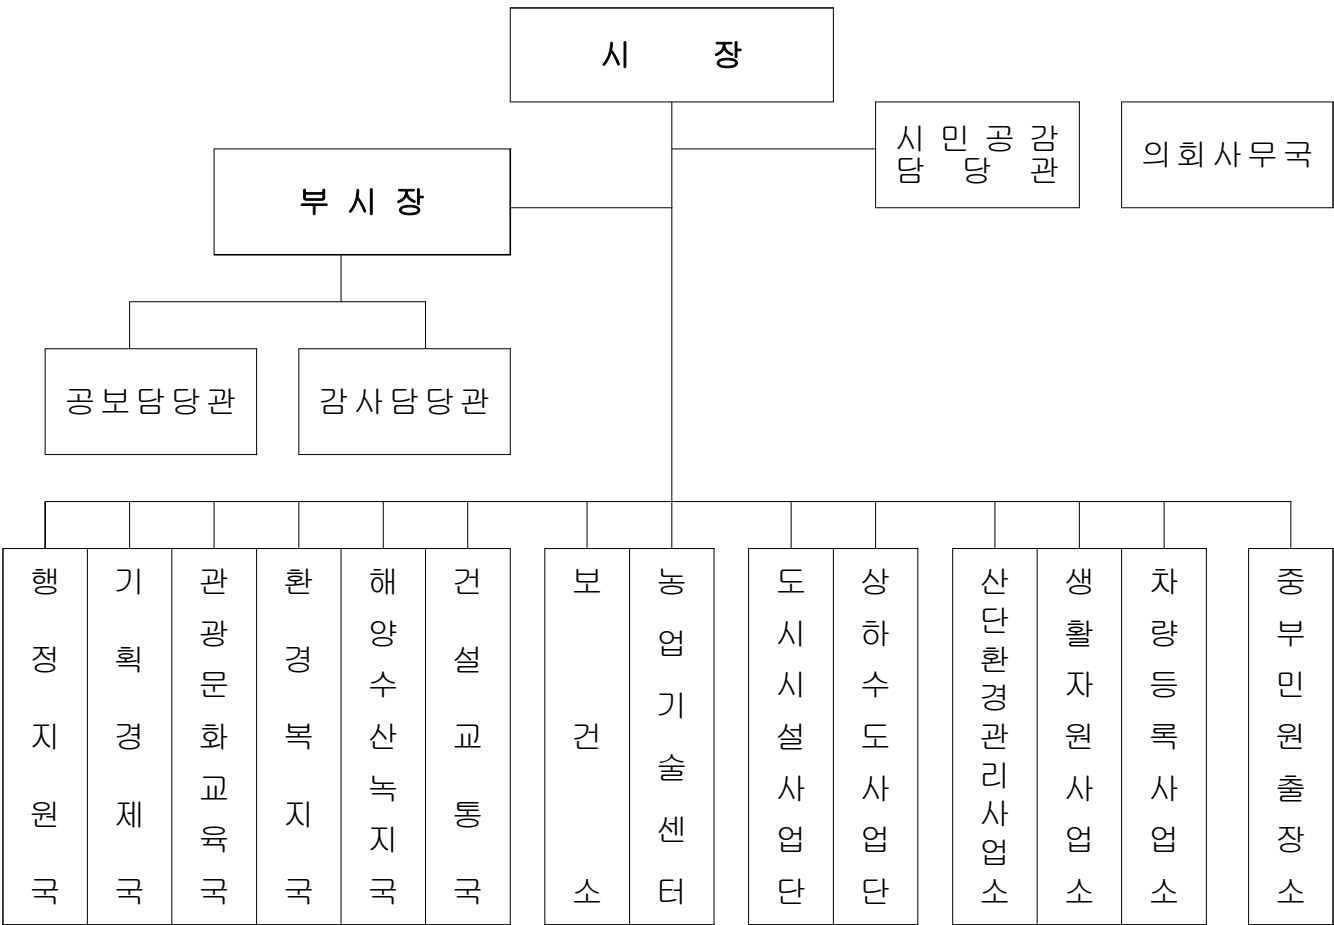 시 장
시 민 공 감
담 당 관
의회사무국
부 시 장
공보담당관
감사담당관
행정지원국
기획경제국
관광문화교육국
환경복지국
해양수산녹지국
건설교통국
보건소
농업기술센터
도시시설사업단
상하수도사업단
산단환경관리사업소
생활자원사업소
차량등록사업소
중부민원출장소